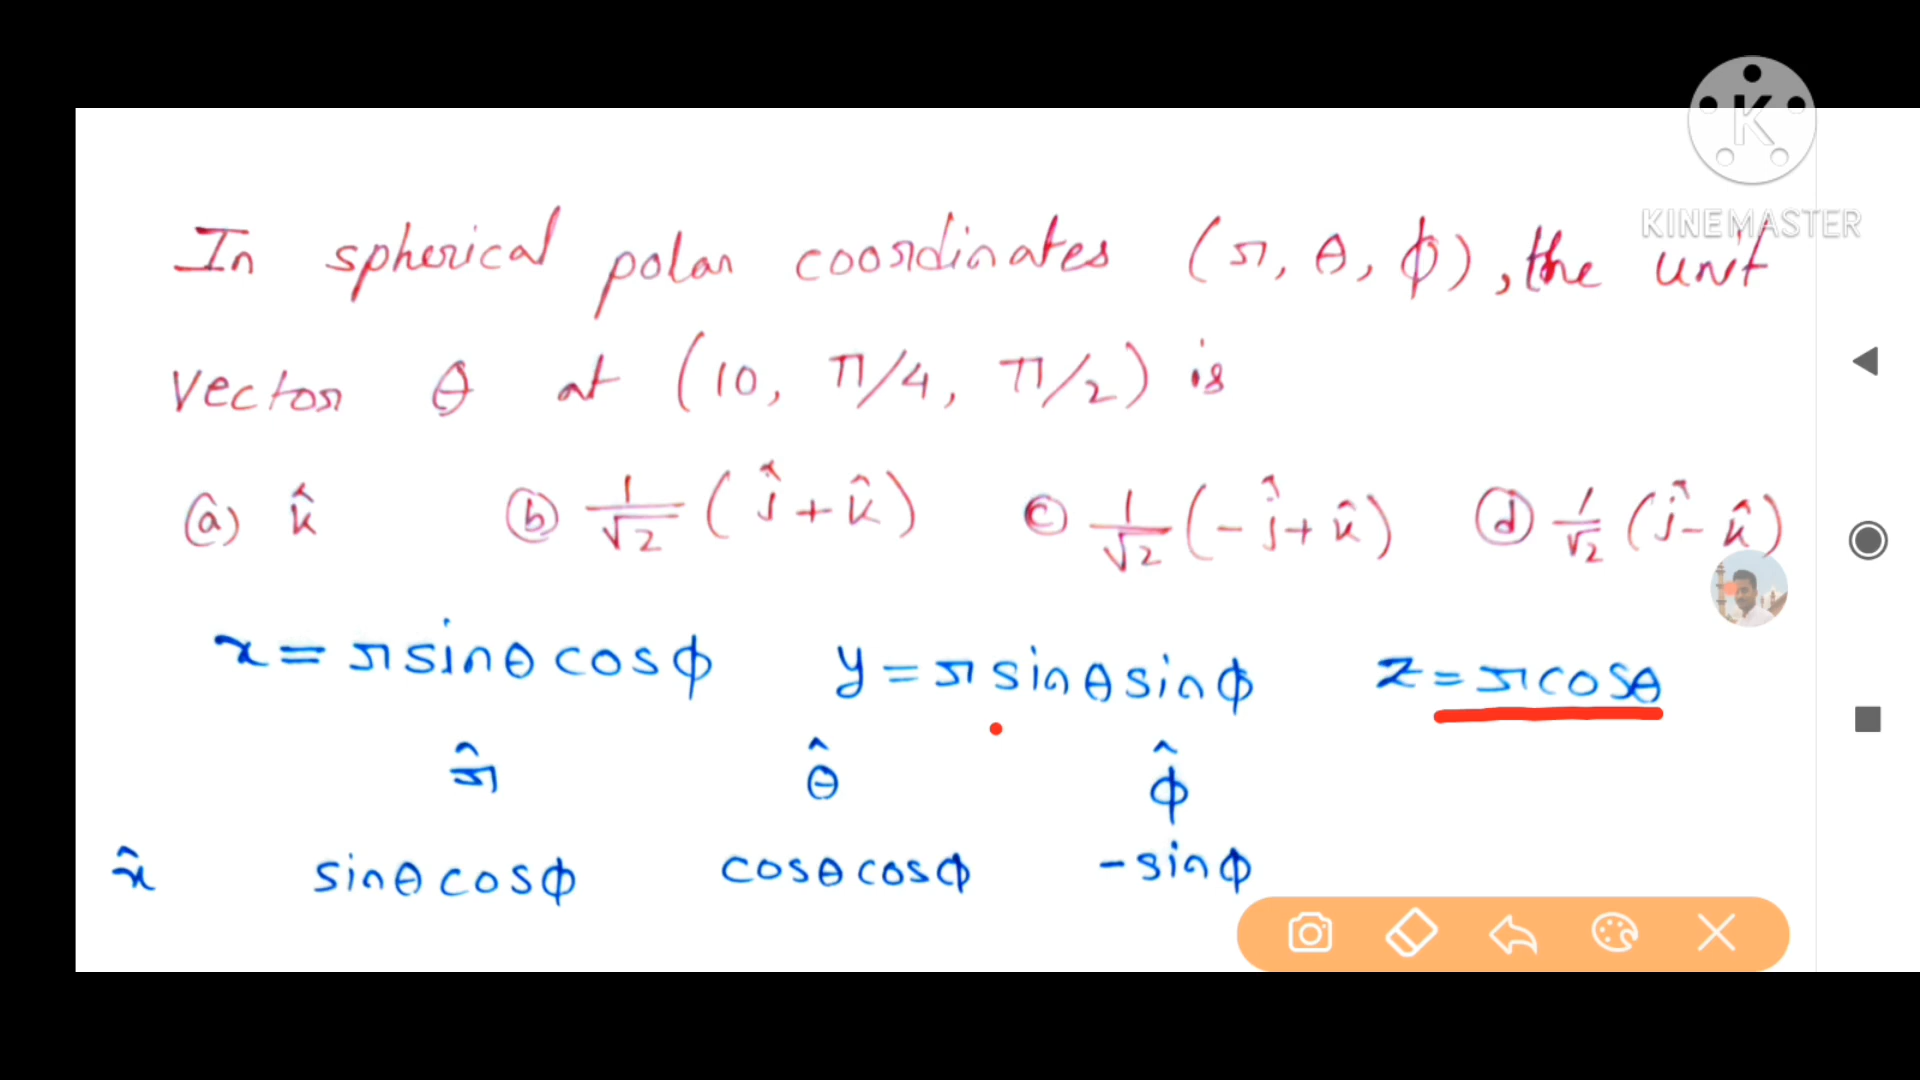 K
KINEMASTER
In spherical polar coordinates (r, θ, ϕ), the unit
vector θ at (10, π/4, π/2) is
(a) k̂ (b) 1/√2 (ĵ + k̂) (c) 1/√2 (-ĵ + k̂) (d) 1/√2 (ĵ - k̂)
x = r sinθ cosϕ y = r sinθ sinϕ z = r cosθ
r̂ θ̂ ϕ̂
x̂ sinθ cosϕ cosθ cosϕ -sinϕ